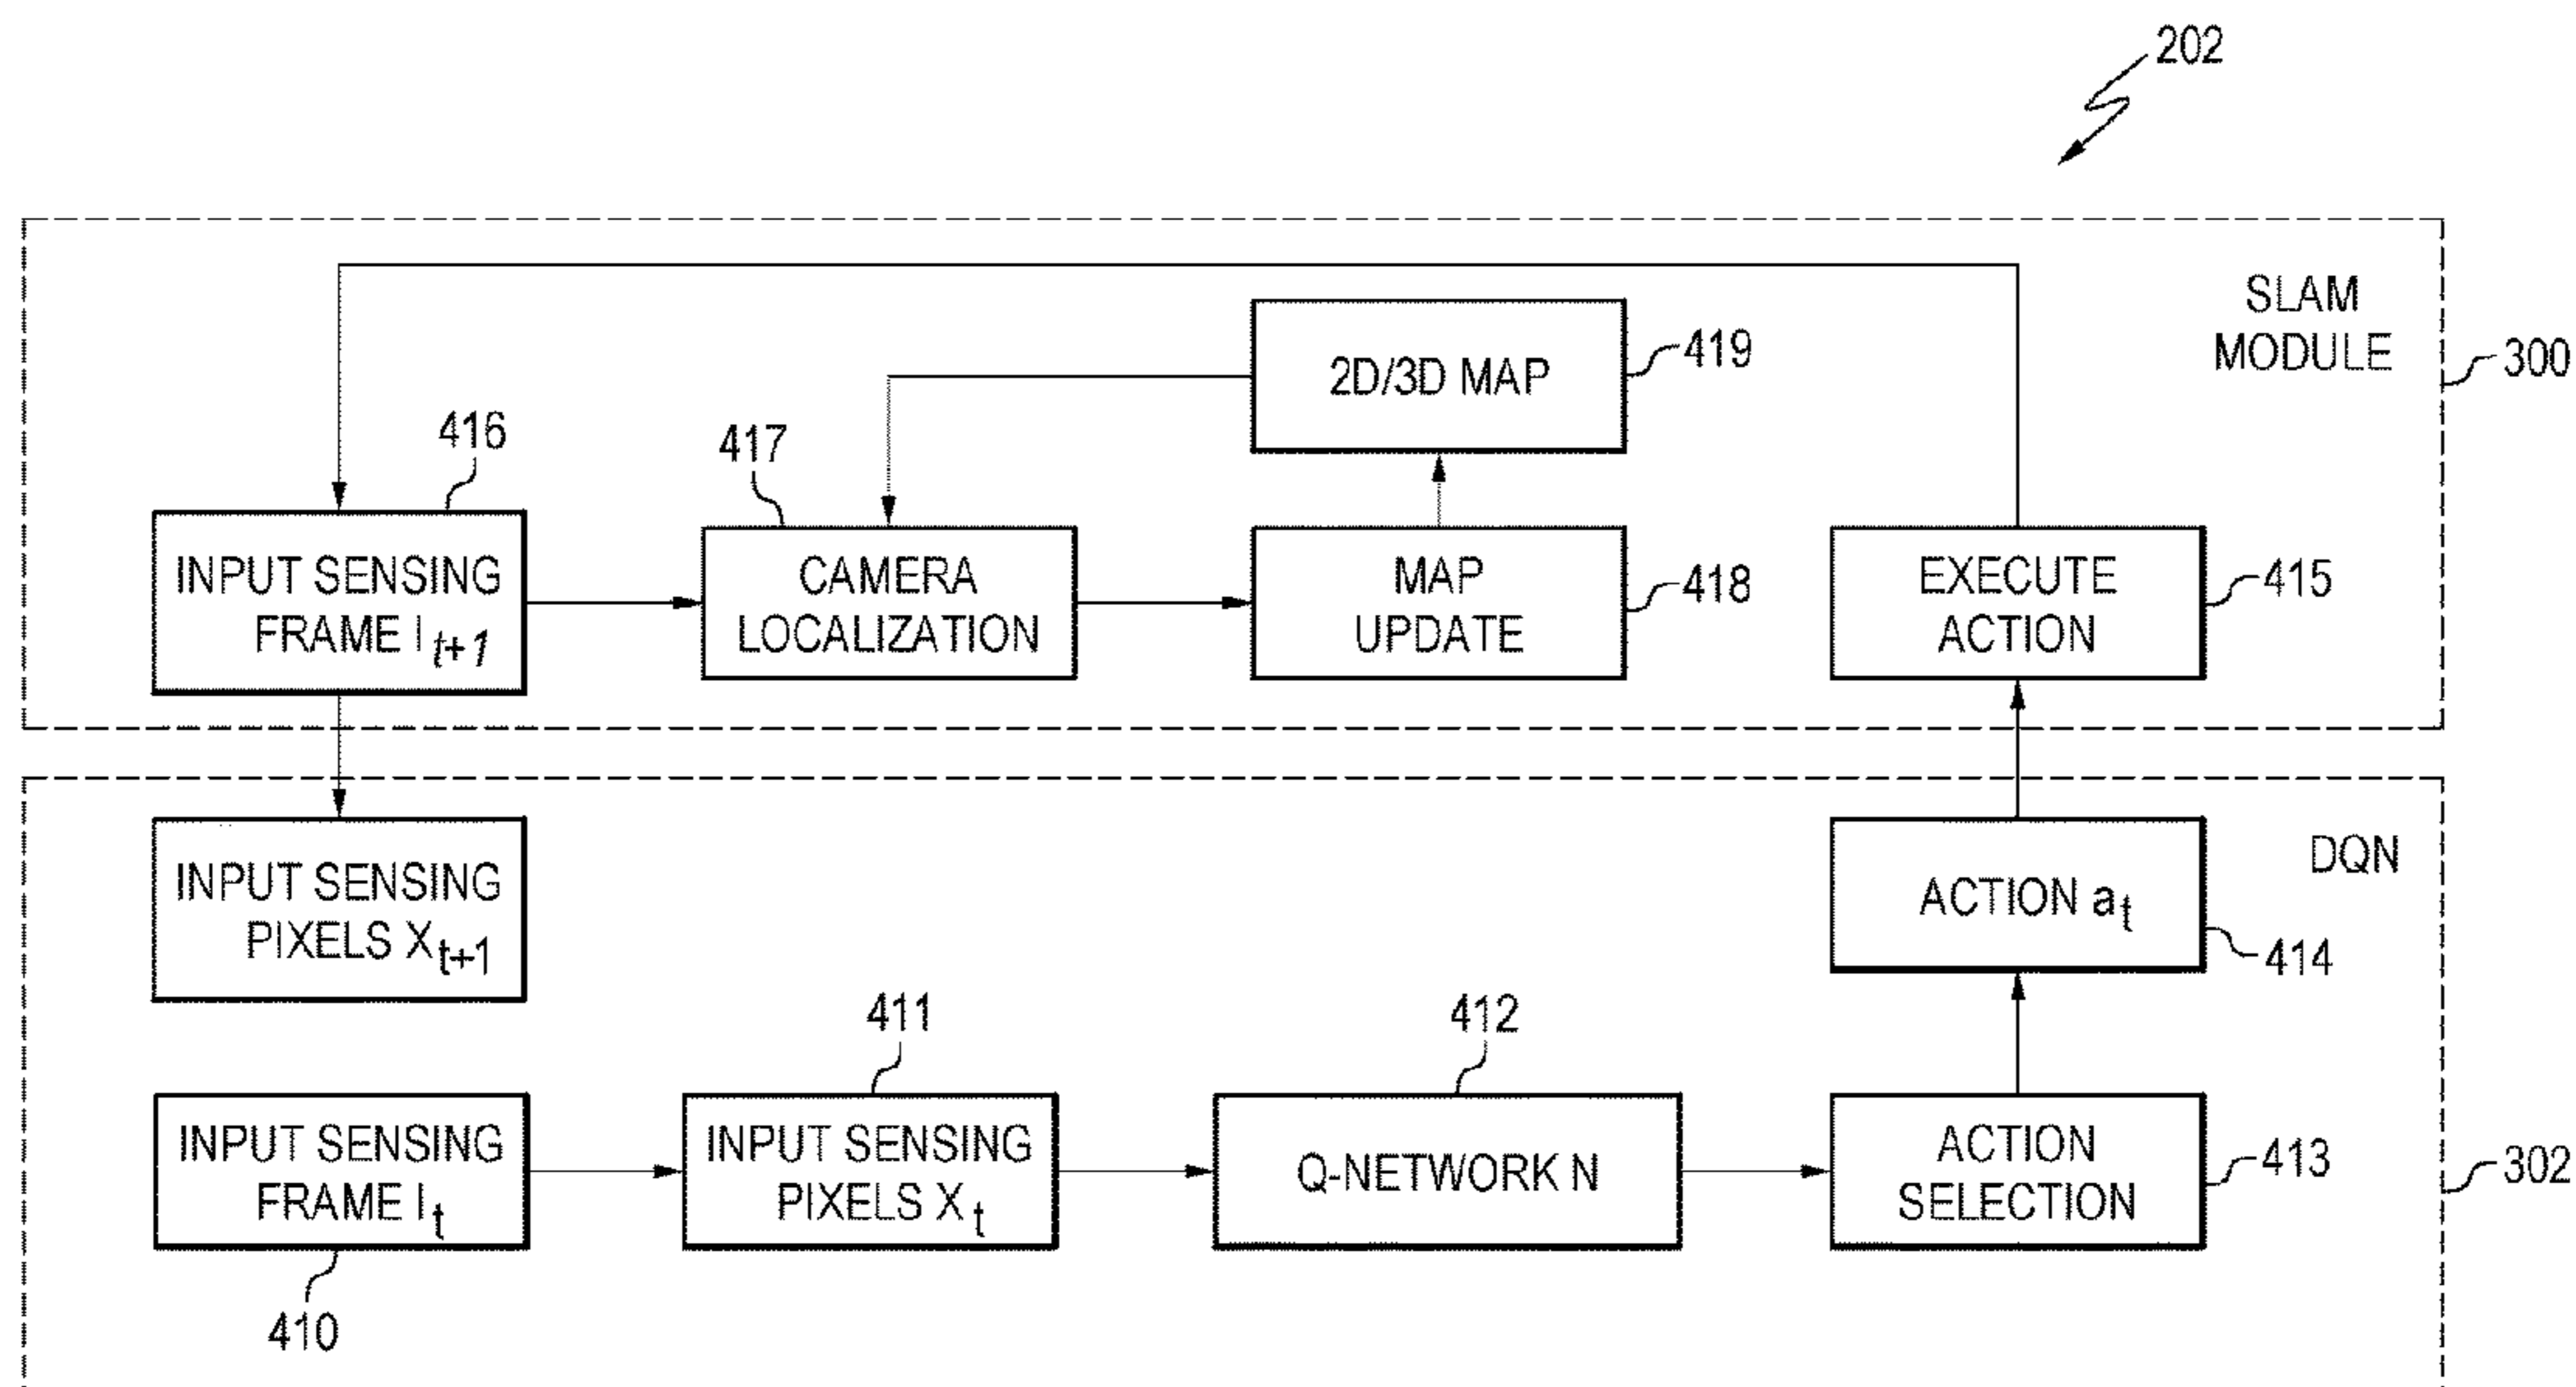 202
SLAM
MODULE
300
2D/3D MAP
419
416
417
INPUT SENSING
FRAME I t+1
CAMERA
LOCALIZATION
MAP
UPDATE
418
EXECUTE
ACTION
415
INPUT SENSING
PIXELS X t+1
ACTION a t
DQN
414
411
412
INPUT SENSING
FRAME I t
INPUT SENSING
PIXELS X t
Q-NETWORK N
ACTION
SELECTION
413
302
410